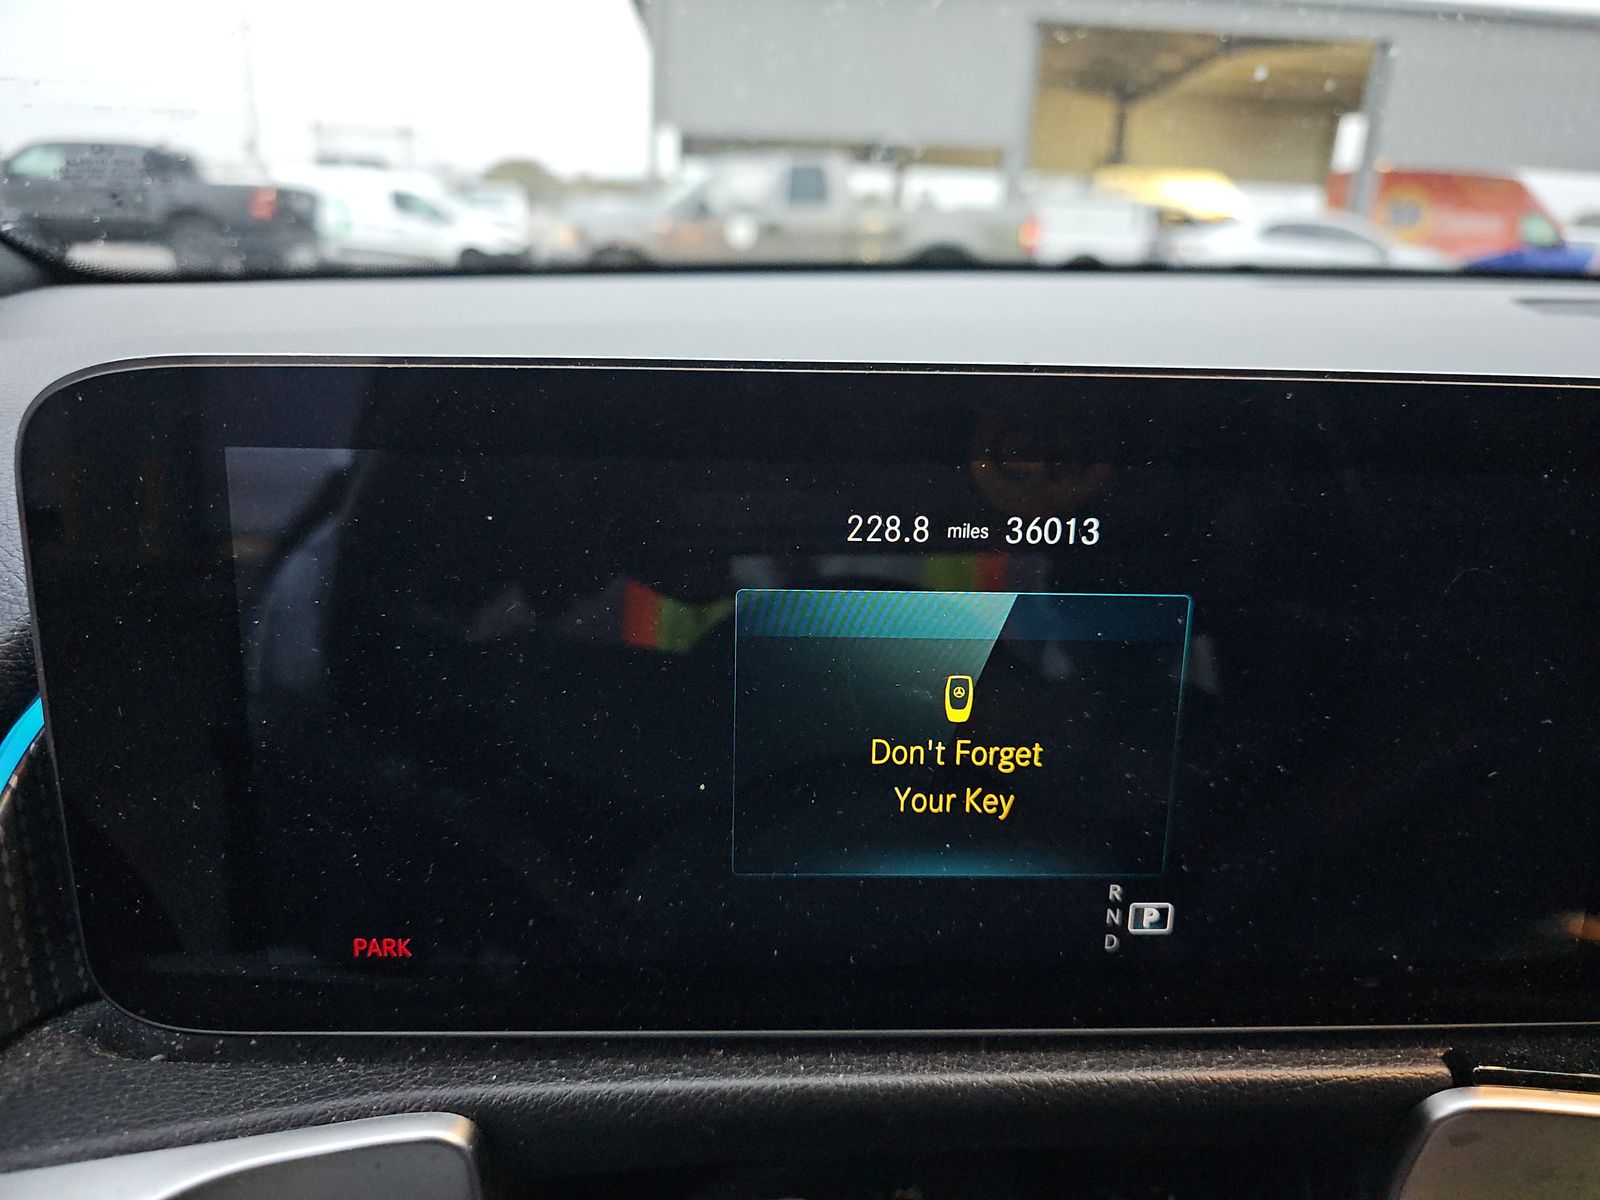 228.8 miles 36013
Don't Forget
Your Key
R
N P
D
PARK